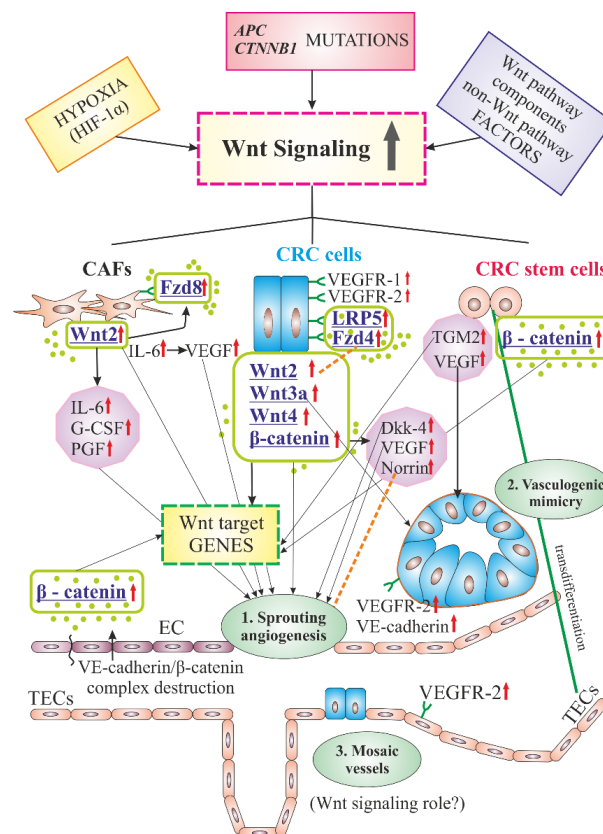 APC
CTNNB1
MUTATIONS
HYPOXIA
(HIF-1α)
Wnt pathway
components
non-Wnt pathway
FACTORS
Wnt Signaling
CAFs
CRC cells
CRC stem cells
Fzd8
Wnt2
IL-6
VEGF
VEGFR-1
VEGFR-2
LRP5
Fzd4
TGM2
VEGF
β - catenin
IL-6
G-CSF
PGF
Wnt2
Wnt3a
Wnt4
β-catenin
Dkk-4
VEGF
Norrin
2. Vasculogenic
mimicry
Wnt target
GENES
transdifferentiation
β - catenin
1. Sprouting
angiogenesis
VEGFR-2
VE-cadherin
EC
VE-cadherin/β-catenin
complex destruction
TECs
VEGFR-2
TECs
3. Mosaic
vessels
(Wnt signaling role?)